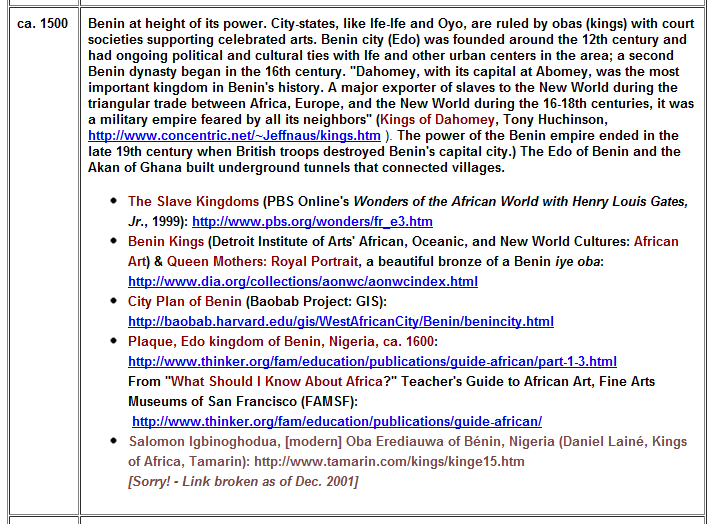 ca. 1500
Benin at height of its power. City-states, like Ife-Ife and Oyo, are ruled by obas (kings) with court
societies supporting celebrated arts. Benin city (Edo) was founded around the 12th century and
had ongoing political and cultural ties with Ife and other urban centers in the area; a second
Benin dynasty began in the 16th century. "Dahomey, with its capital at Abomey, was the most
important kingdom in Benin's history. A major exporter of slaves to the New World during the
triangular trade between Africa, Europe, and the New World during the 16-18th centuries, it was
a military empire feared by all its neighbors" (Kings of Dahomey, Tony Huchinson,
http://www.concentric.net/~Jeffnaus/kings.htm ). The power of the Benin empire ended in the
late 19th century when British troops destroyed Benin's capital city.) The Edo of Benin and the
Akan of Ghana built underground tunnels that connected villages.
• The Slave Kingdoms (PBS Online's Wonders of the African World with Henry Louis Gates,
Jr., 1999): http://www.pbs.org/wonders/fr_e3.htm
• Benin Kings (Detroit Institute of Arts' African, Oceanic, and New World Cultures: African
Art) & Queen Mothers: Royal Portrait, a beautiful bronze of a Benin iye oba:
http://www.dia.org/collections/aonwc/aonwcindex.html
• City Plan of Benin (Baobab Project: GIS):
http://baobab.harvard.edu/gis/WestAfricanCity/Benin/benincity.html
• Plaque, Edo kingdom of Benin, Nigeria, ca. 1600:
http://www.thinker.org/fam/education/publications/guide-african/part-1-3.html
From "What Should I Know About Africa?" Teacher's Guide to African Art, Fine Arts
Museums of San Francisco (FAMSF):
http://www.thinker.org/fam/education/publications/guide-african/
• Salomon Igbinoghodua, [modern] Oba Erediauwa of Bénin, Nigeria (Daniel Lainé, Kings
of Africa, Tamarin): http://www.tamarin.com/kings/kinge15.htm
[Sorry! - Link broken as of Dec. 2001]